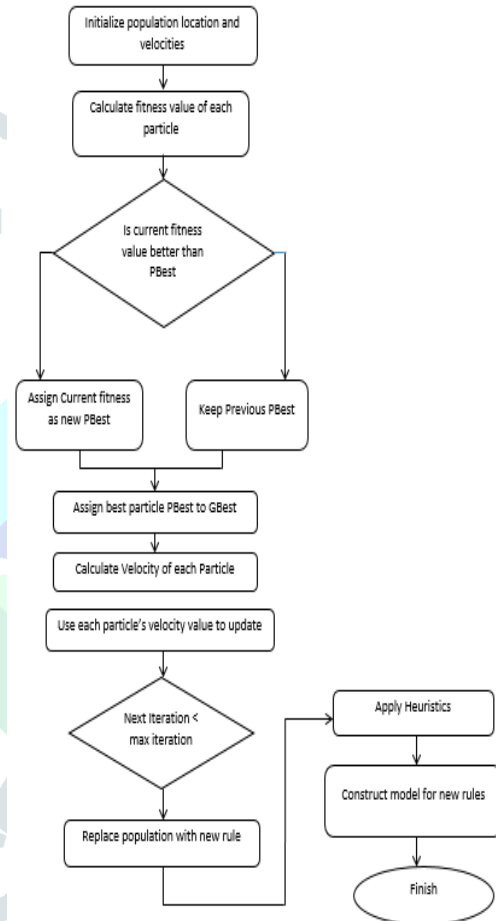 Initialize population location and
velocities
Calculate fitness value of each
particle
Is current fitness
value better than
PBest
Assign Current fitness
as new PBest
Keep Previous PBest
Assign best particle PBest to GBest
Calculate Velocity of each Particle
Use each particle's velocity value to update
Next Iteration <
max iteration
Replace population with new rule
Apply Heuristics
Construct model for new rules
Finish